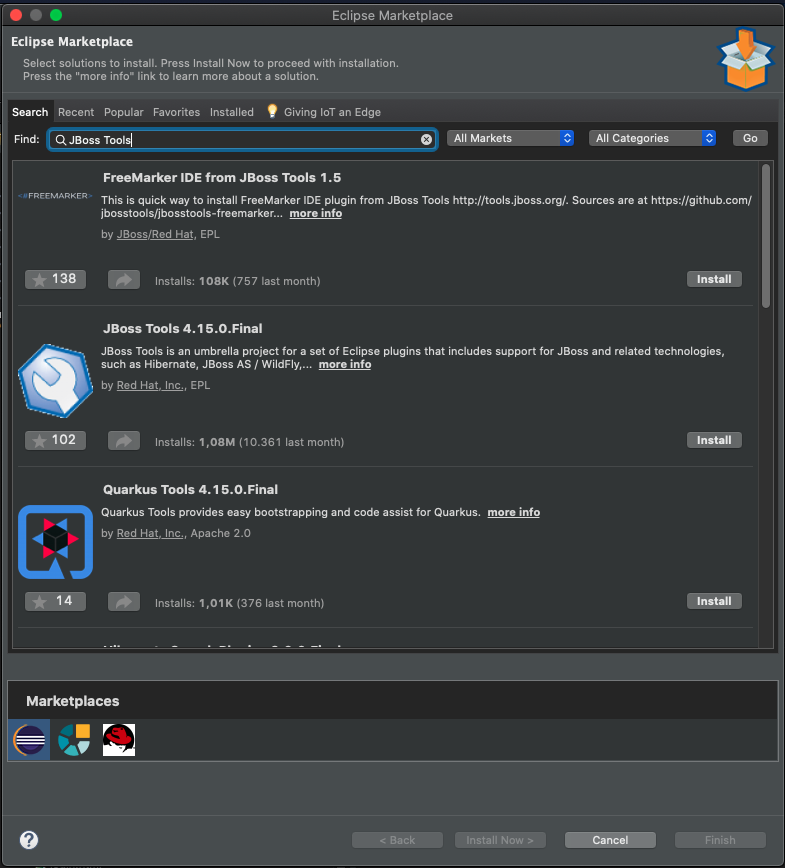 Eclipse Marketplace
Eclipse Marketplace
Select solutions to install. Press Install Now to proceed with installation.
Press the "more info" link to learn more about a solution.
Search Recent Popular Favorites Installed Giving IoT an Edge
Find: JBoss Tools All Markets All Categories Go
FreeMarker IDE from JBoss Tools 1.5
<#FREEMARKER>
This is quick way to install FreeMarker IDE plugin from JBoss Tools http://tools.jboss.org/. Sources are at https://github.com/
jbosstools/jbosstools-freemarker... more info
by JBoss/Red Hat, EPL
138 Installs: 108K (757 last month) Install
JBoss Tools 4.15.0.Final
JBoss Tools is an umbrella project for a set of Eclipse plugins that includes support for JBoss and related technologies,
such as Hibernate, JBoss AS / WildFly,... more info
by Red Hat, Inc., EPL
102 Installs: 1,08M (10.361 last month) Install
Quarkus Tools 4.15.0.Final
Quarkus Tools provides easy bootstrapping and code assist for Quarkus. more info
by Red Hat, Inc., Apache 2.0
14 Installs: 1,01K (376 last month) Install
Marketplaces
? < Back Install Now > Cancel Finish